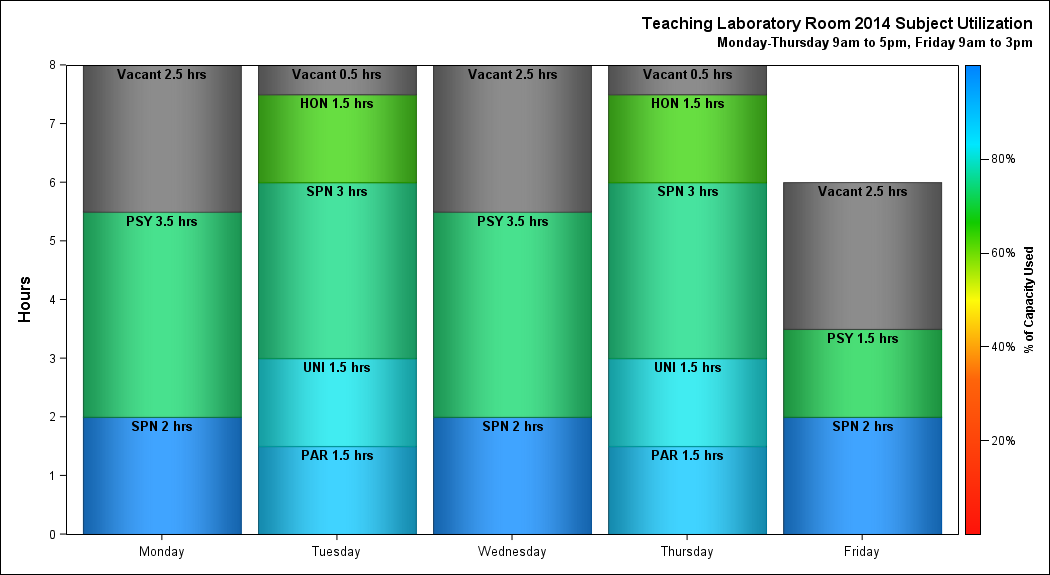 Teaching Laboratory Room 2014 Subject Utilization
Monday-Thursday 9am to 5pm, Friday 9am to 3pm
Hours
8
7
6
5
4
3
2
1
0
Vacant 2.5 hrs
PSY 3.5 hrs
SPN 2 hrs
Vacant 0.5 hrs
HON 1.5 hrs
SPN 3 hrs
UNI 1.5 hrs
PAR 1.5 hrs
Vacant 2.5 hrs
PSY 3.5 hrs
SPN 2 hrs
Vacant 0.5 hrs
HON 1.5 hrs
SPN 3 hrs
UNI 1.5 hrs
PAR 1.5 hrs
Vacant 2.5 hrs
PSY 1.5 hrs
SPN 2 hrs
Monday
Tuesday
Wednesday
Thursday
Friday
80%
60%
40%
20%
% of Capacity Used